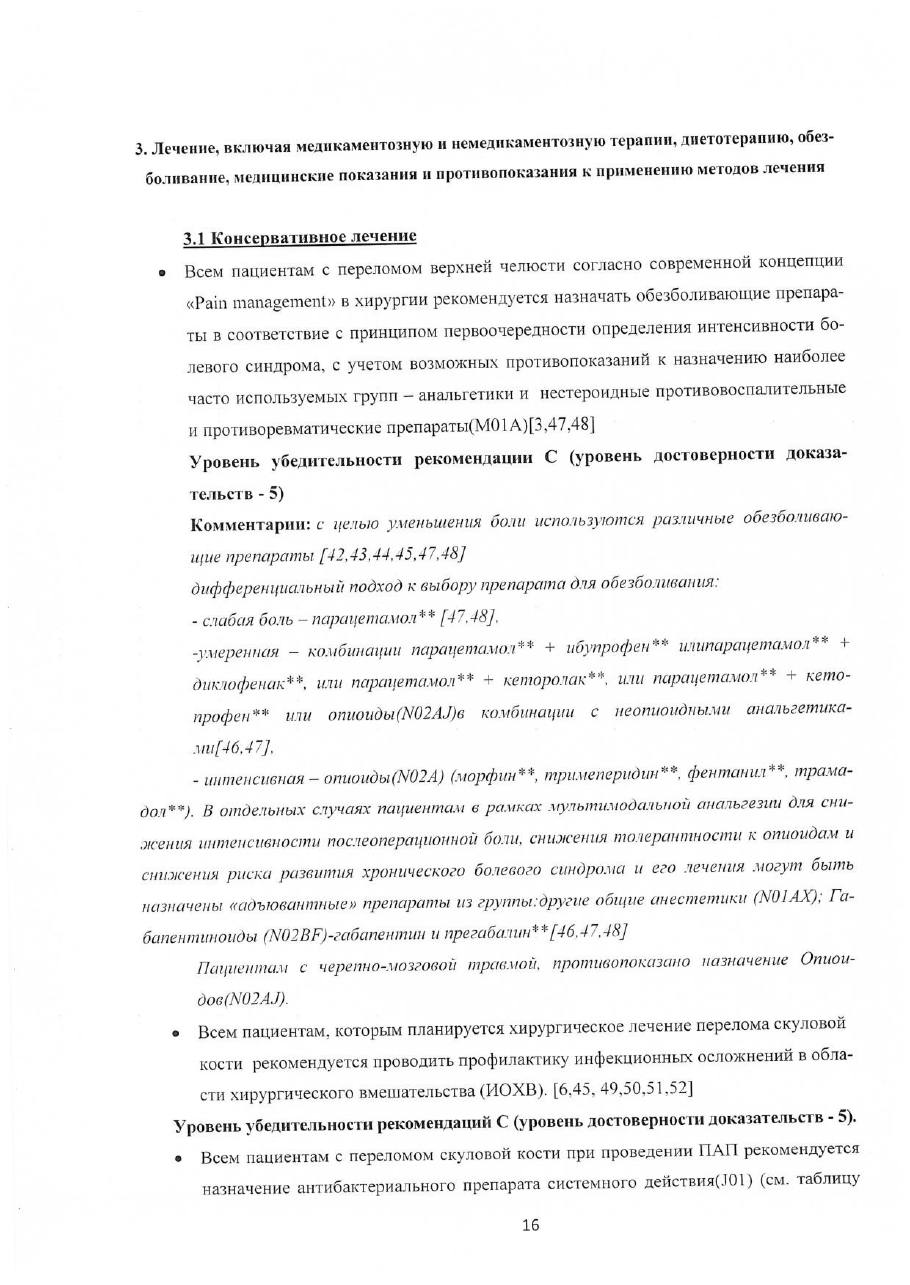 3. Лечение, включая медикаментозную и немедикаментозную терапии, диетотерапию, обез-
боливание, медицинские показания и противопоказания к применению методов лечения
3.1 Консервативное лечение
• Всем пациентам с переломом верхней челюсти согласно современной концепции
«Pain management» в хирургии рекомендуется назначать обезболивающие препара-
ты в соответствие с принципом первоочередности определения интенсивности бо-
левого синдрома, с учетом возможных противопоказаний к назначению наиболее
часто используемых групп – анальгетики и нестероидные противовоспалительные
и противоревматические препараты(M01A)[3,47,48]
Уровень убедительности рекомендации С (уровень достоверности доказа-
тельств - 5)
Комментарии: с целью уменьшения боли используются различные обезболиваю-
щие препараты [42,43,44,45,47,48]
дифференциальный подход к выбору препарата для обезболивания:
- слабая боль – парацетамол** [47,48],
-умеренная – комбинации парацетамол** + ибупрофен** илипарацетамол** +
диклофенак**, или парацетамол** + кеторолак**, или парацетамол** + кето-
профен** или опиоиды(N02AJ)в комбинации с неопиоидными анальгетика-
ми[46,47],
- интенсивная – опиоиды(N02A) (морфин**, тримеперидин**, фентанил**, трама-
дол**). В отдельных случаях пациентам в рамках мультимодальной анальгезии для сни-
жения интенсивности послеоперационной боли, снижения толерантности к опиоидам и
снижения риска развития хронического болевого синдрома и его лечения могут быть
назначены «адъювантные» препараты из группы:другие общие анестетики (N01AX); Га-
бапентиноиды (N02BF)-габапентин и прегабалин**[46,47,48]
Пациентам с черепно-мозговой травмой, противопоказано назначение Опиои-
дов(N02AJ).
• Всем пациентам, которым планируется хирургическое лечение перелома скуловой
кости рекомендуется проводить профилактику инфекционных осложнений в обла-
сти хирургического вмешательства (ИОХВ). [6,45, 49,50,51,52]
Уровень убедительности рекомендаций С (уровень достоверности доказательств - 5).
• Всем пациентам с переломом скуловой кости при проведении ПАП рекомендуется
назначение антибактериального препарата системного действия(J01) (см. таблицу
16